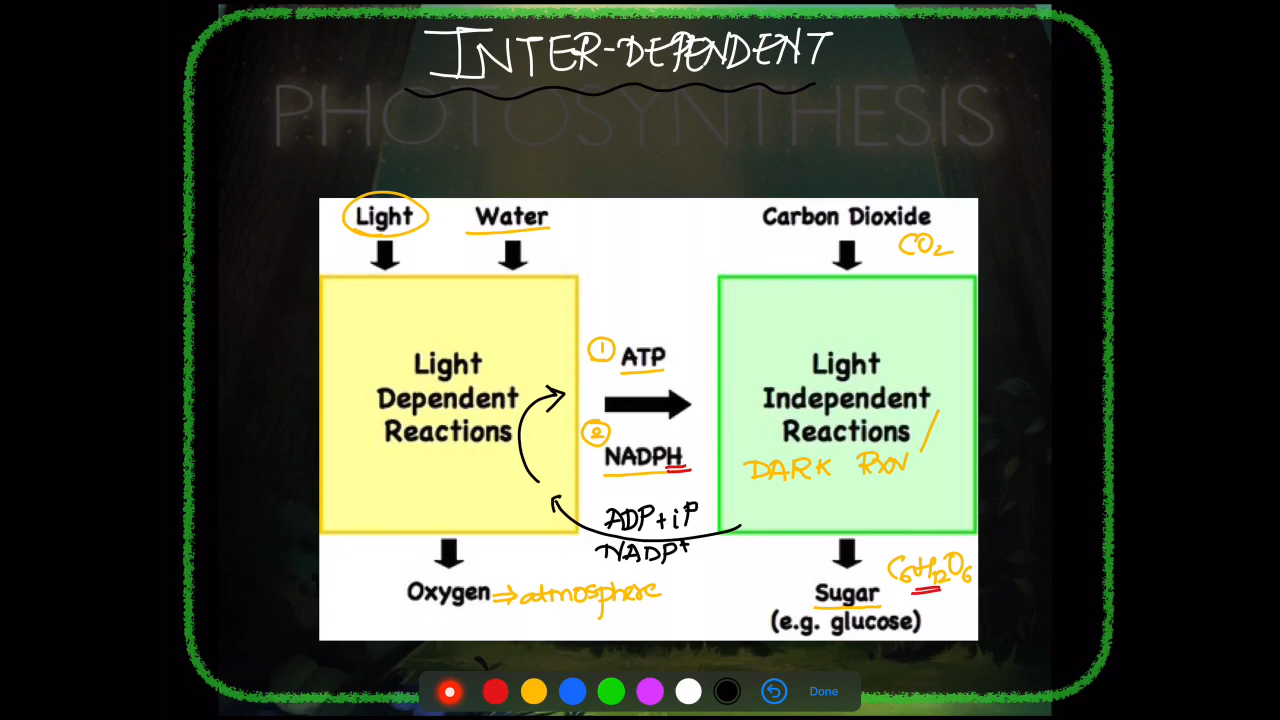 INTER-DEPENDENT
PHOTOSYNTHESIS
Light
Water
Carbon Dioxide
CO2
Light
Dependent
Reactions
① ATP
② NADPH
ADP+iP
NADP+
Light
Independent
Reactions /
DARK RXN
Oxygen ⇒ atmosphere
C6H12O6
Sugar
(e.g. glucose)
Done